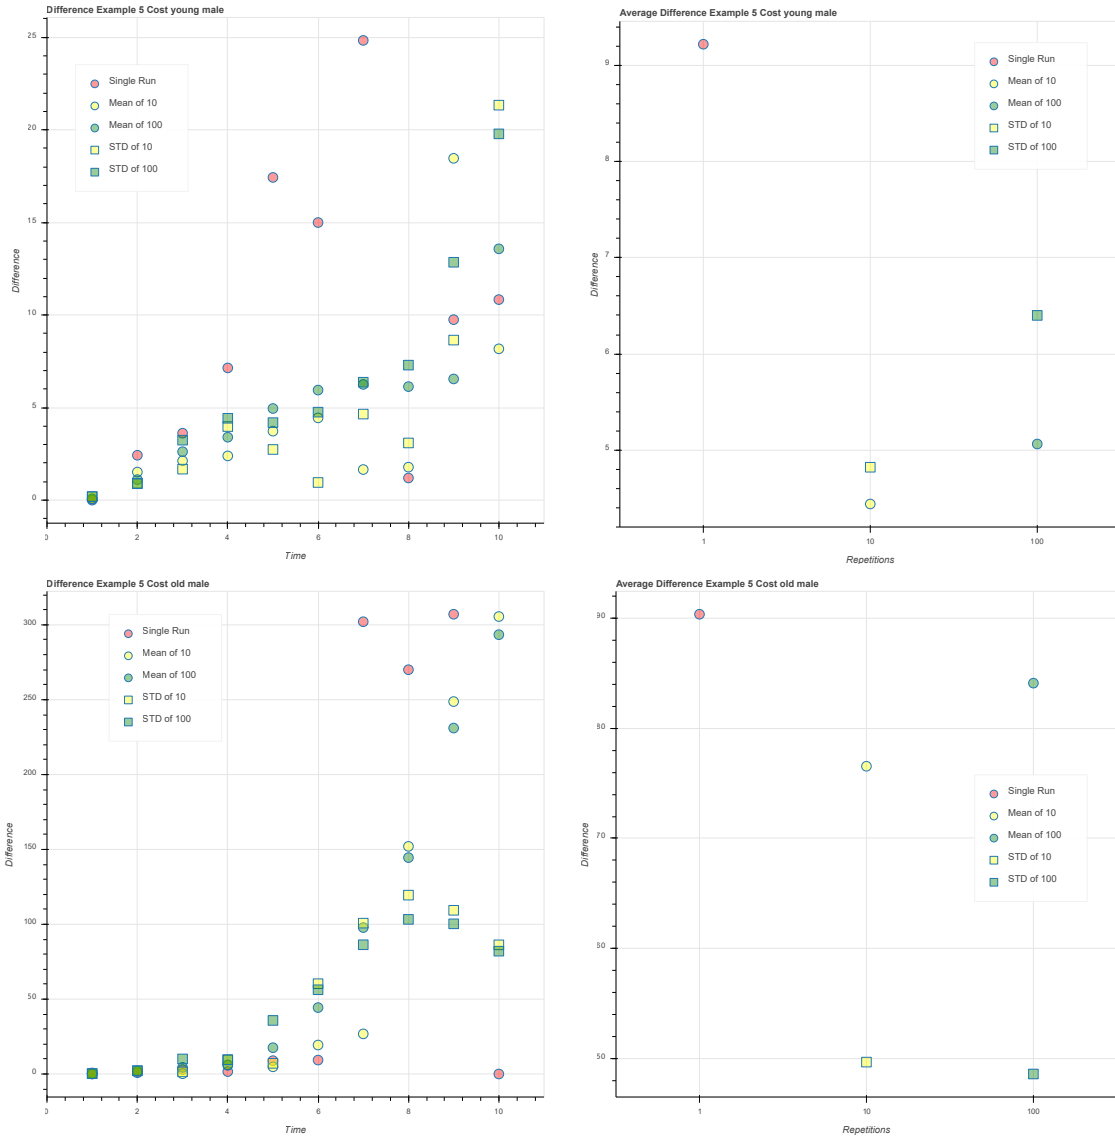 Difference Example 5 Cost young male
25
20
15
10
5
0
Difference
Single Run
Mean of 10
Mean of 100
STD of 10
STD of 100
2
4
6
8
10
Time
Average Difference Example 5 Cost young male
9
8
7
6
5
Difference
Single Run
Mean of 10
Mean of 100
STD of 10
STD of 100
1
10
100
Repetitions
Difference Example 5 Cost old male
300
250
200
150
100
50
0
Difference
Single Run
Mean of 10
Mean of 100
STD of 10
STD of 100
2
4
6
8
10
Time
Average Difference Example 5 Cost old male
70
Difference
Single Run
Mean of 10
Mean of 100
STD of 10
STD of 100
1
10
100
Repetitions